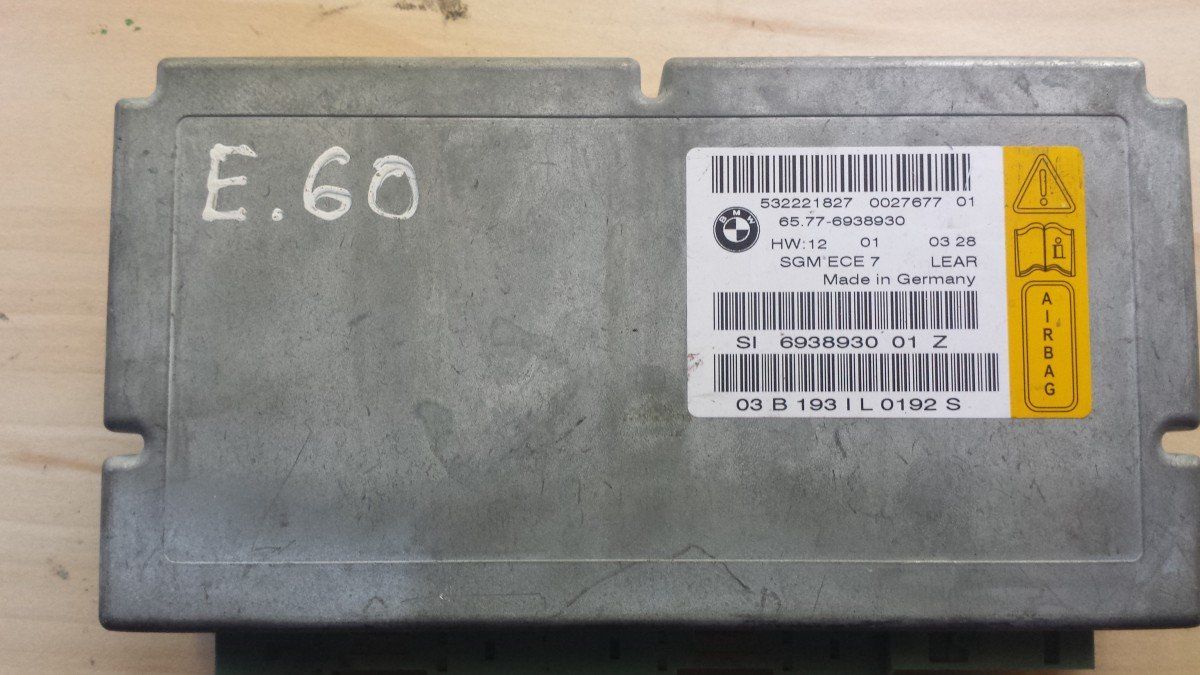 E.60
532221827 0027677 01
65.77-6938930
BMW
HW:12 01 03 28
SGM ECE 7 LEAR
Made in Germany
SI 6938930 01 Z
03 B 193 I L 0192 S
AIRBAG